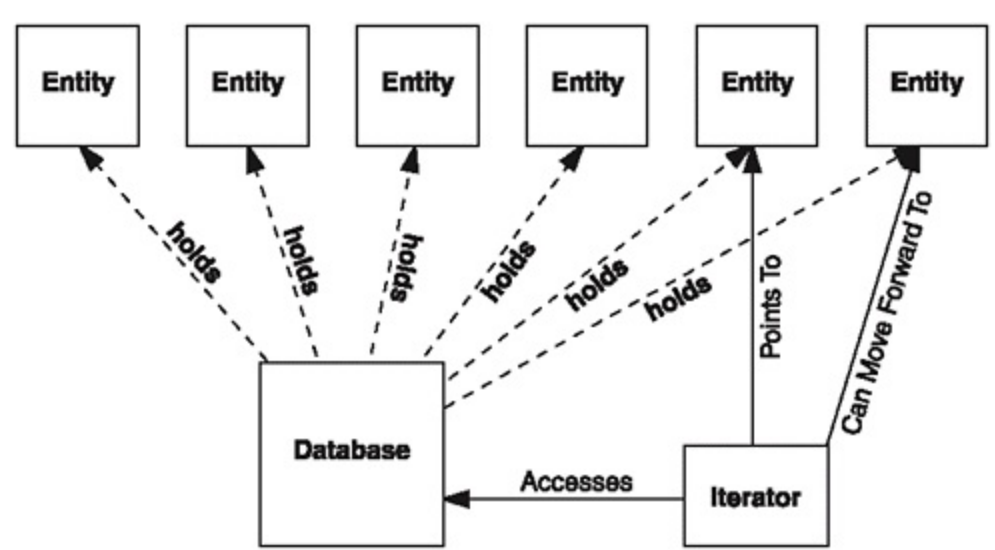 Entity
Entity
Entity
Entity
Entity
Entity
holds
holds
holds
holds
holds
holds
Points To
Can Move Forward To
Database
Accesses
Iterator